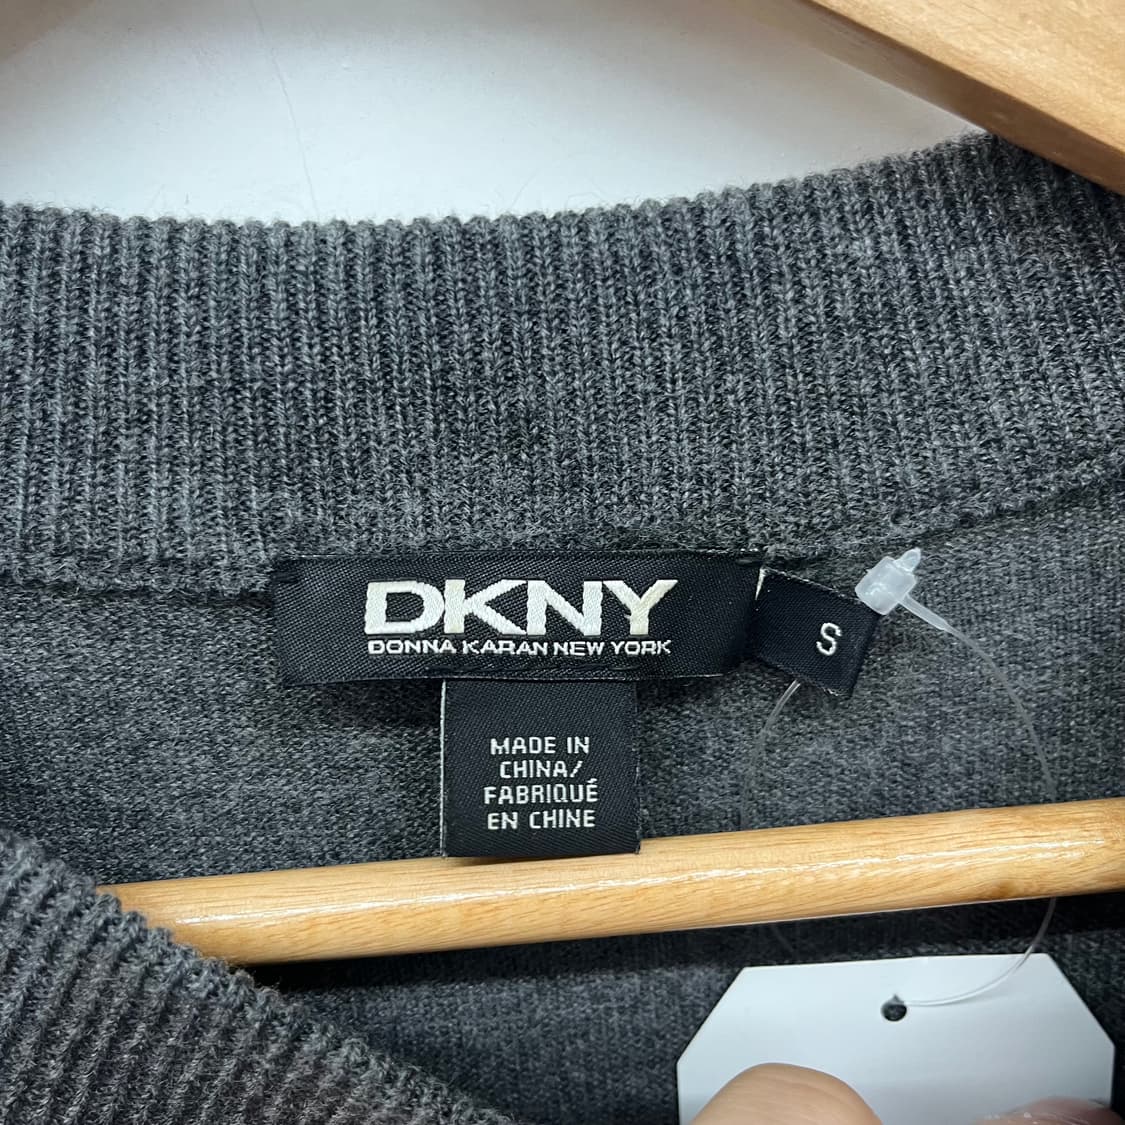 DKNY
DONNA KARAN NEW YORK
S
MADE IN
CHINA/
FABRIQUÉ
EN CHINE